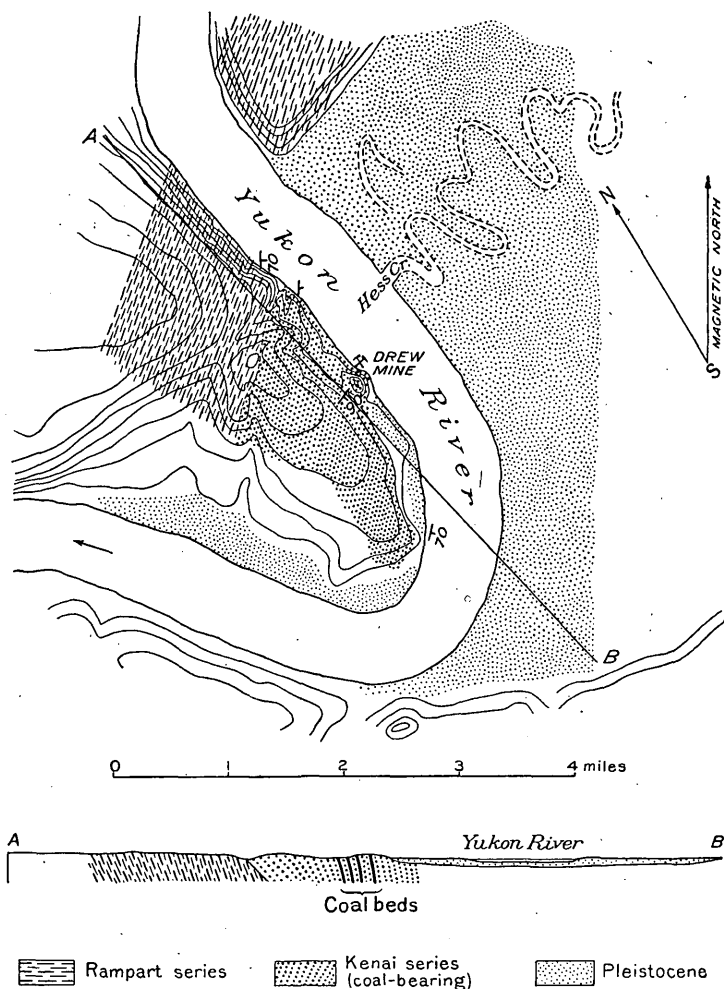 A
Yukon
River
Hess Cr.
N
S
MAGNETIC NORTH
DREW
MINE
70
B
0 1 2 3 4 miles
A
Yukon River
B
Coal beds
Rampart series
Kenai series
(coal-bearing)
Pleistocene